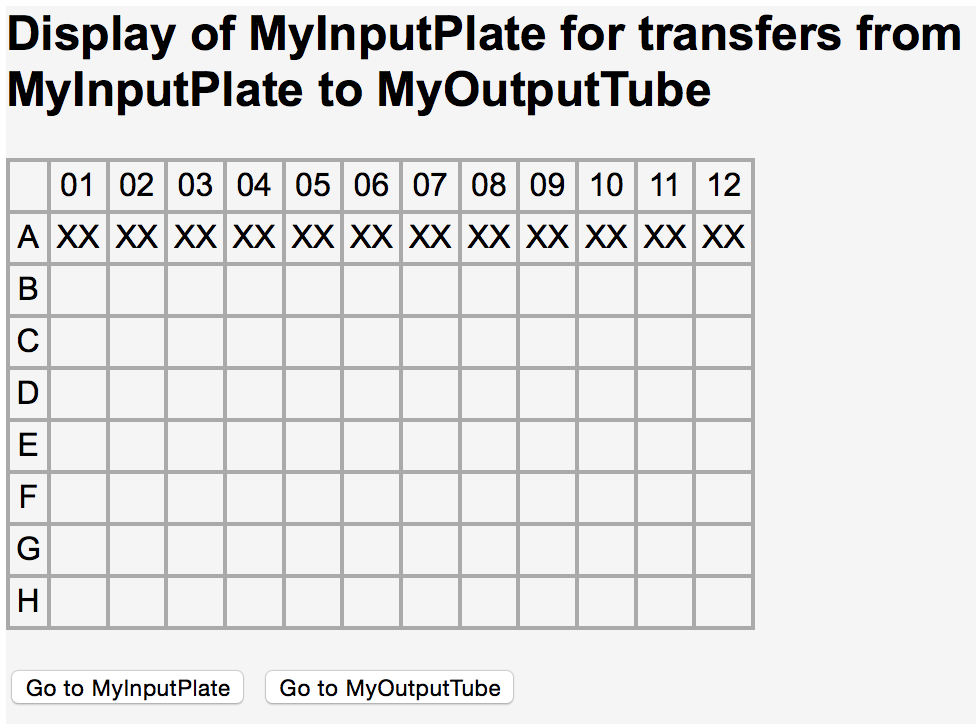 Display of MyInputPlate for transfers from
MyInputPlate to MyOutputTube
01 02 03 04 05 06 07 08 09 10 11 12
A XX XX XX XX XX XX XX XX XX XX XX XX
B
C
D
E
F
G
H
Go to MyInputPlate Go to MyOutputTube